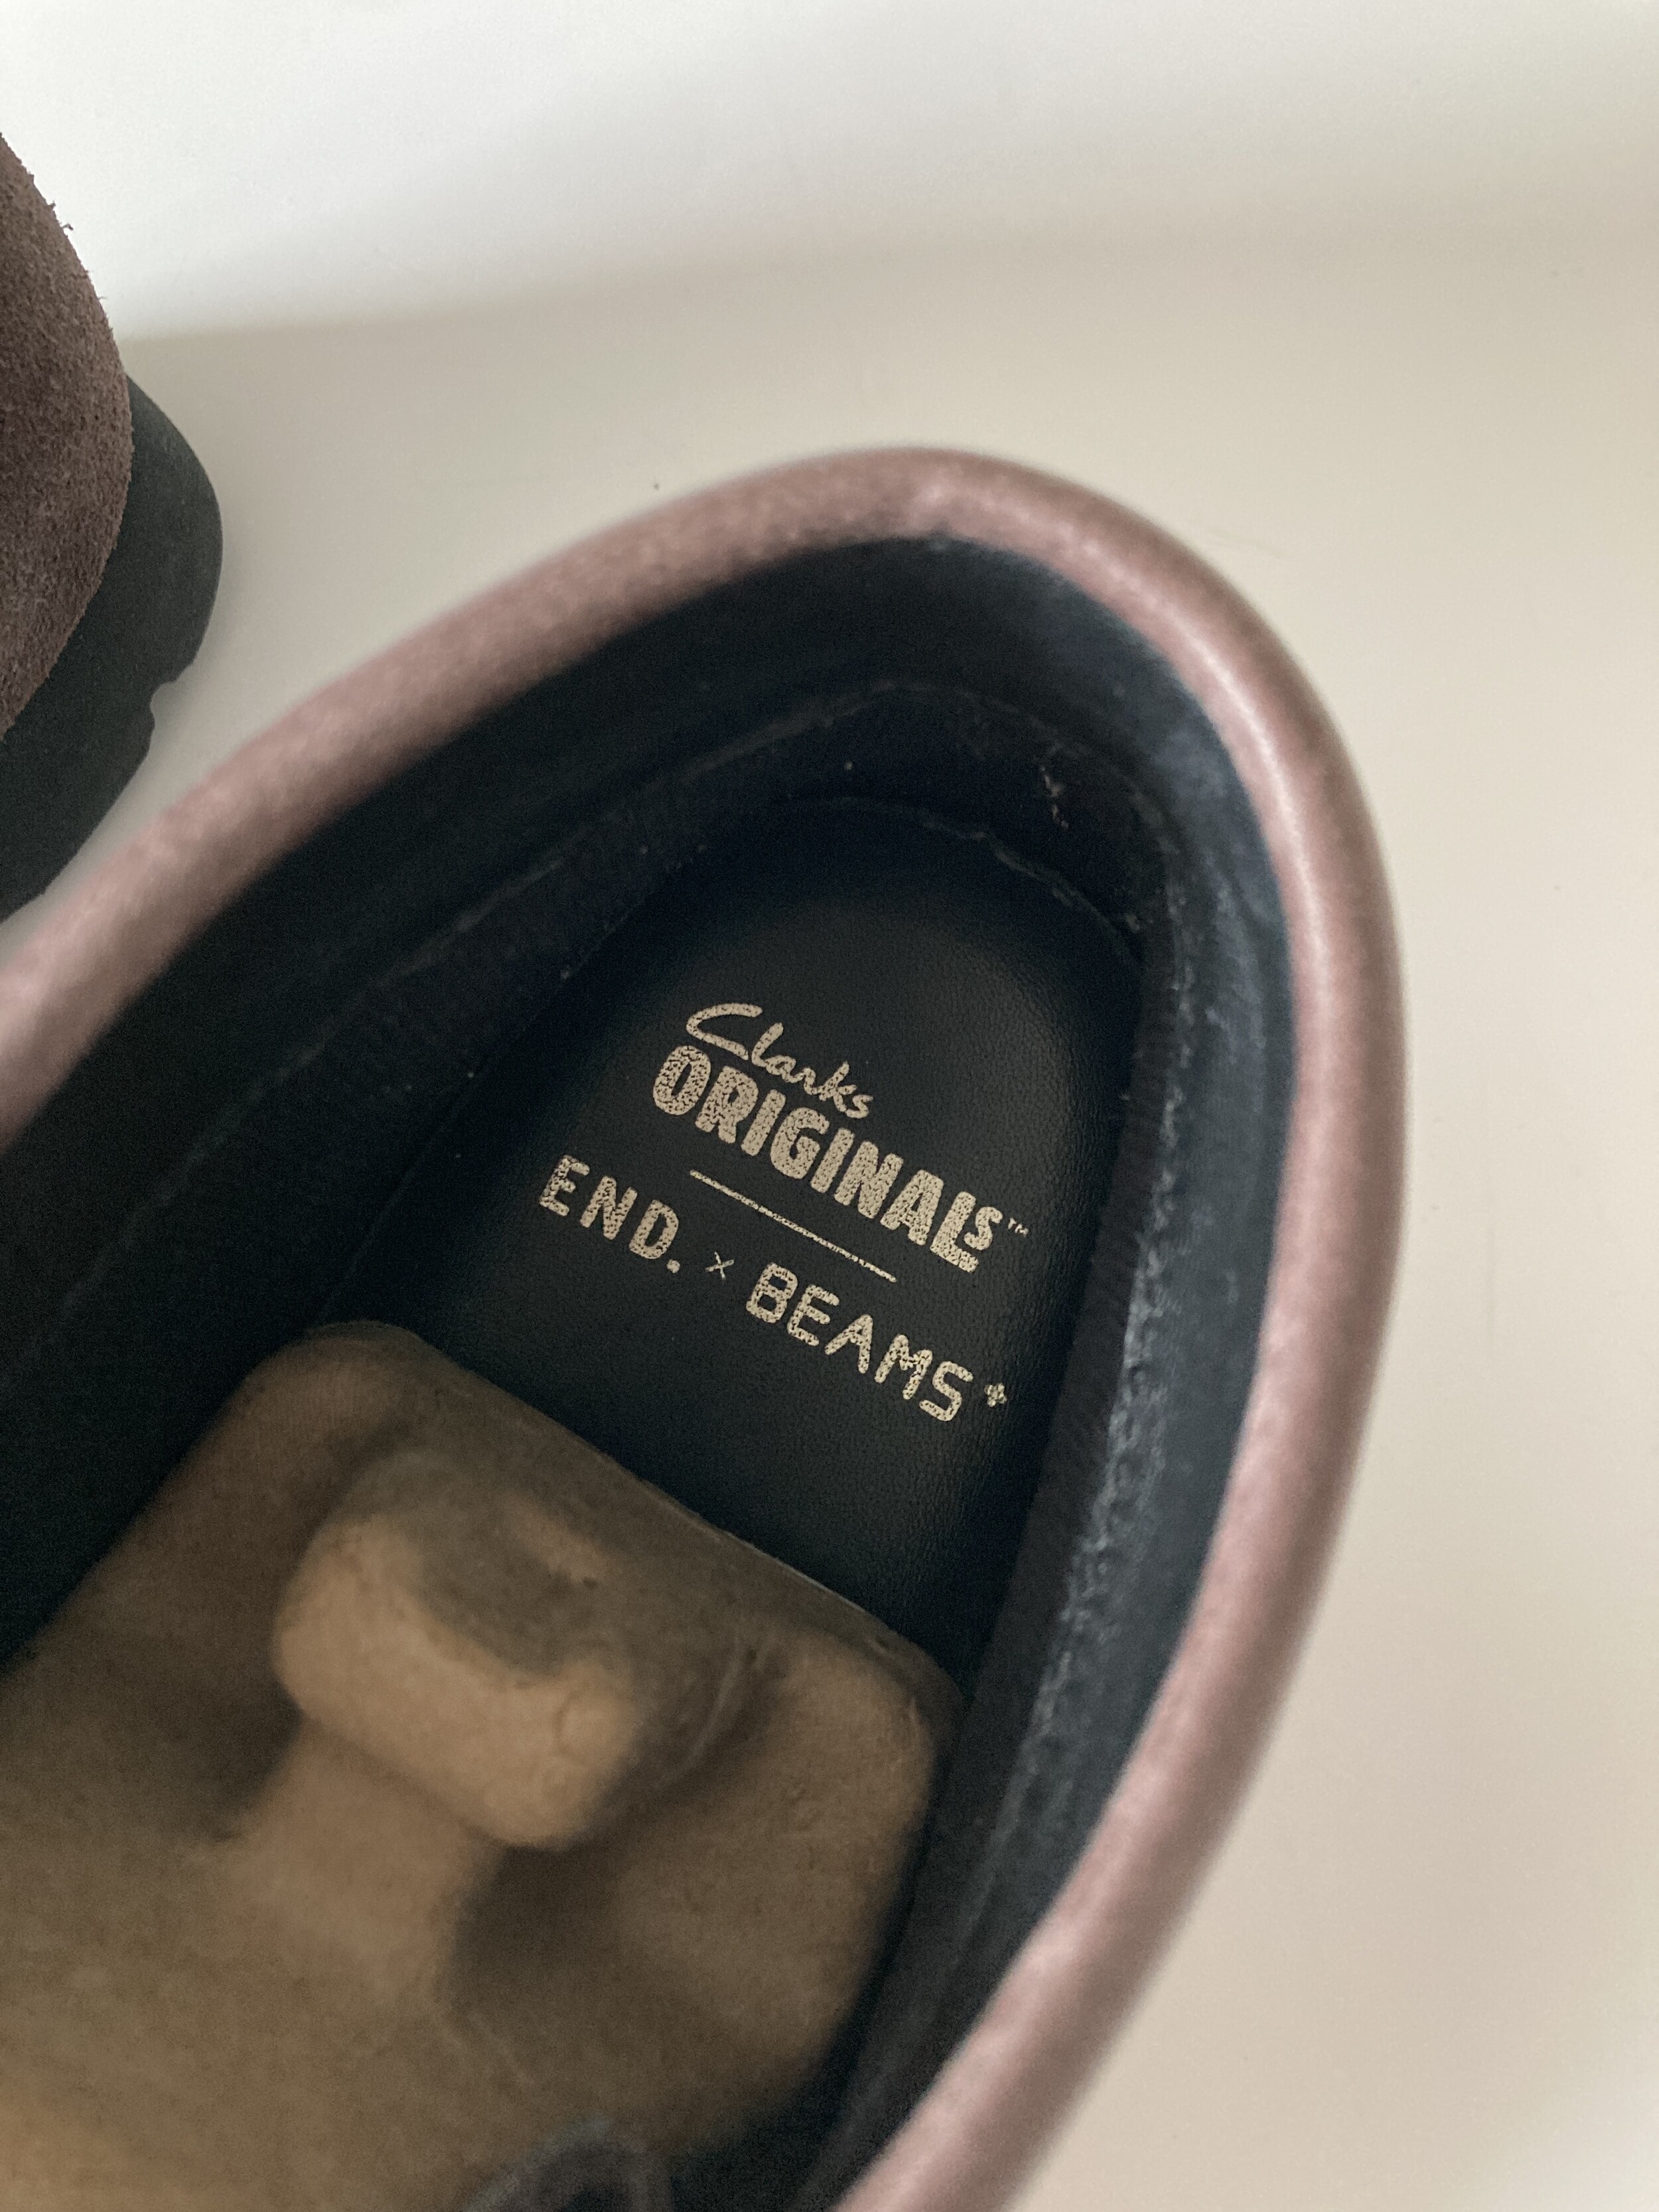 Clarks
ORIGINALS™
END. x BEAMS+